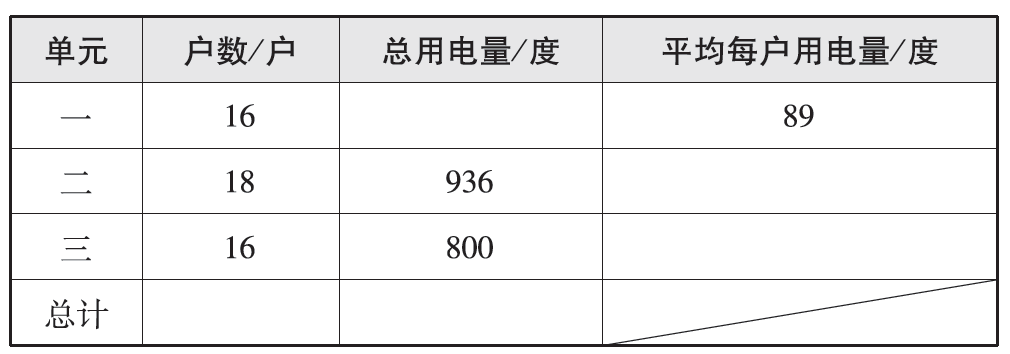 单元 户数/户 总用电量/度 平均每户用电量/度
一 16 89
二 18 936
三 16 800
总计